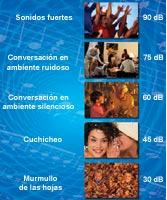 Sonidos fuertes 90 dB
Conversación en
ambiente ruidoso 75 dB
Conversación en
ambiente silencioso 60 dB
Cuchicheo 45 dB
Murmullo
de las hojas 30 dB